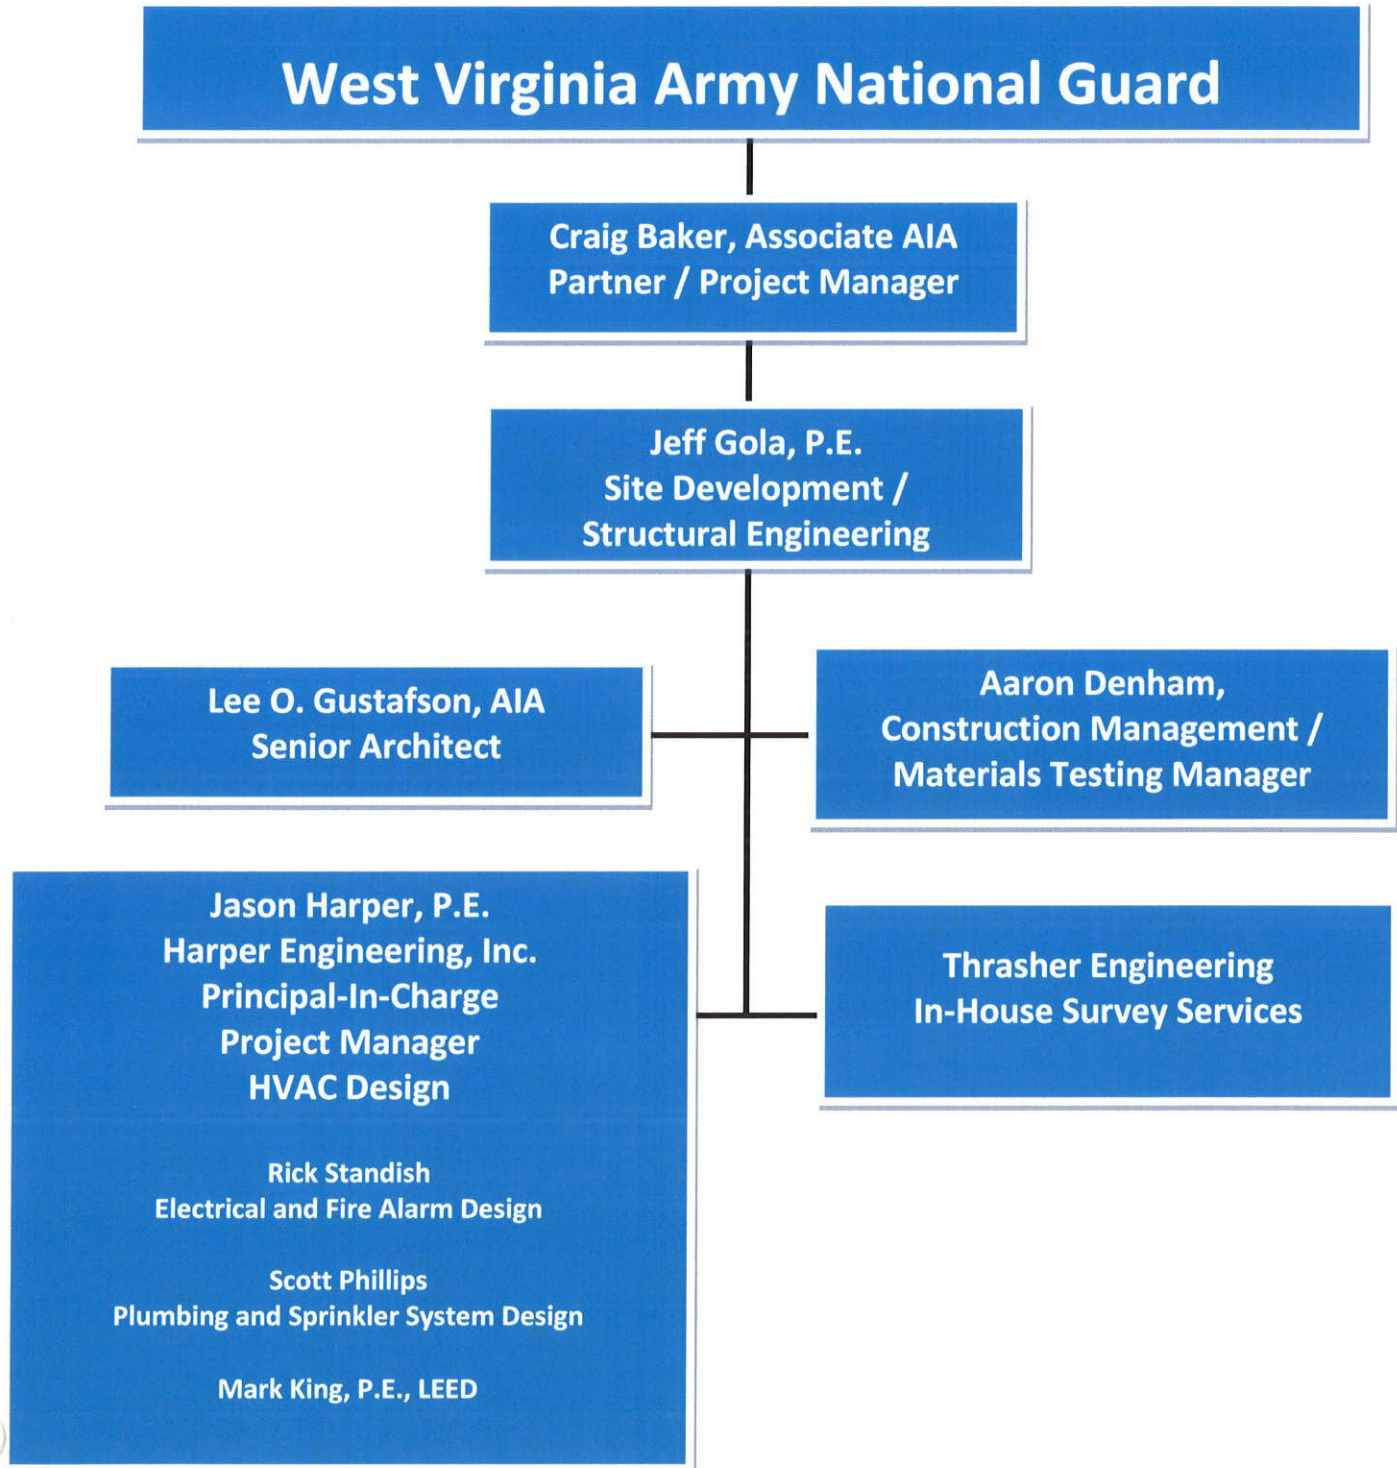 West Virginia Army National Guard
Craig Baker, Associate AIA
Partner / Project Manager
Jeff Gola, P.E.
Site Development /
Structural Engineering
Lee O. Gustafson, AIA
Senior Architect
Aaron Denham,
Construction Management /
Materials Testing Manager
Jason Harper, P.E.
Harper Engineering, Inc.
Principal-In-Charge
Project Manager
HVAC Design
Rick Standish
Electrical and Fire Alarm Design
Scott Phillips
Plumbing and Sprinkler System Design
Mark King, P.E., LEED
Thrasher Engineering
In-House Survey Services